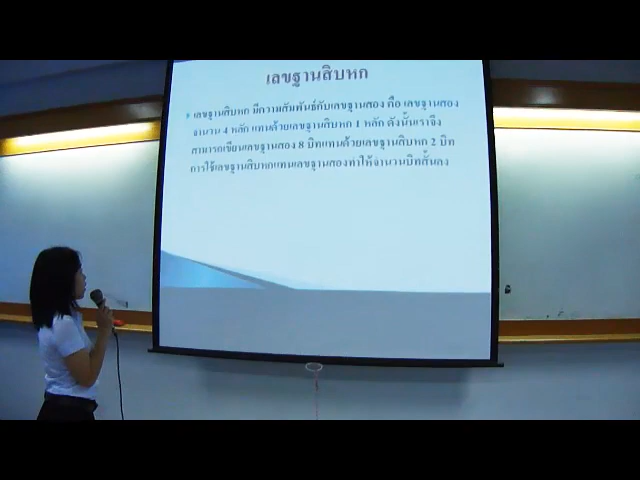 เลขฐานสิบหก
เลขฐานสิบหก มีความสัมพันธ์กับเลขฐานสอง คือ เลขฐานสอง
จำนวน 4 หลัก แทนด้วยเลขฐานสิบหก 1 หลัก ดังนั้นเราจึง
สามารถเขียนเลขฐานสอง 8 บิทแทนด้วยเลขฐานสิบหก 2 บิท
การใช้เลขฐานสิบหกแทนเลขฐานสองทำให้จำนวนบิทสั้นลง